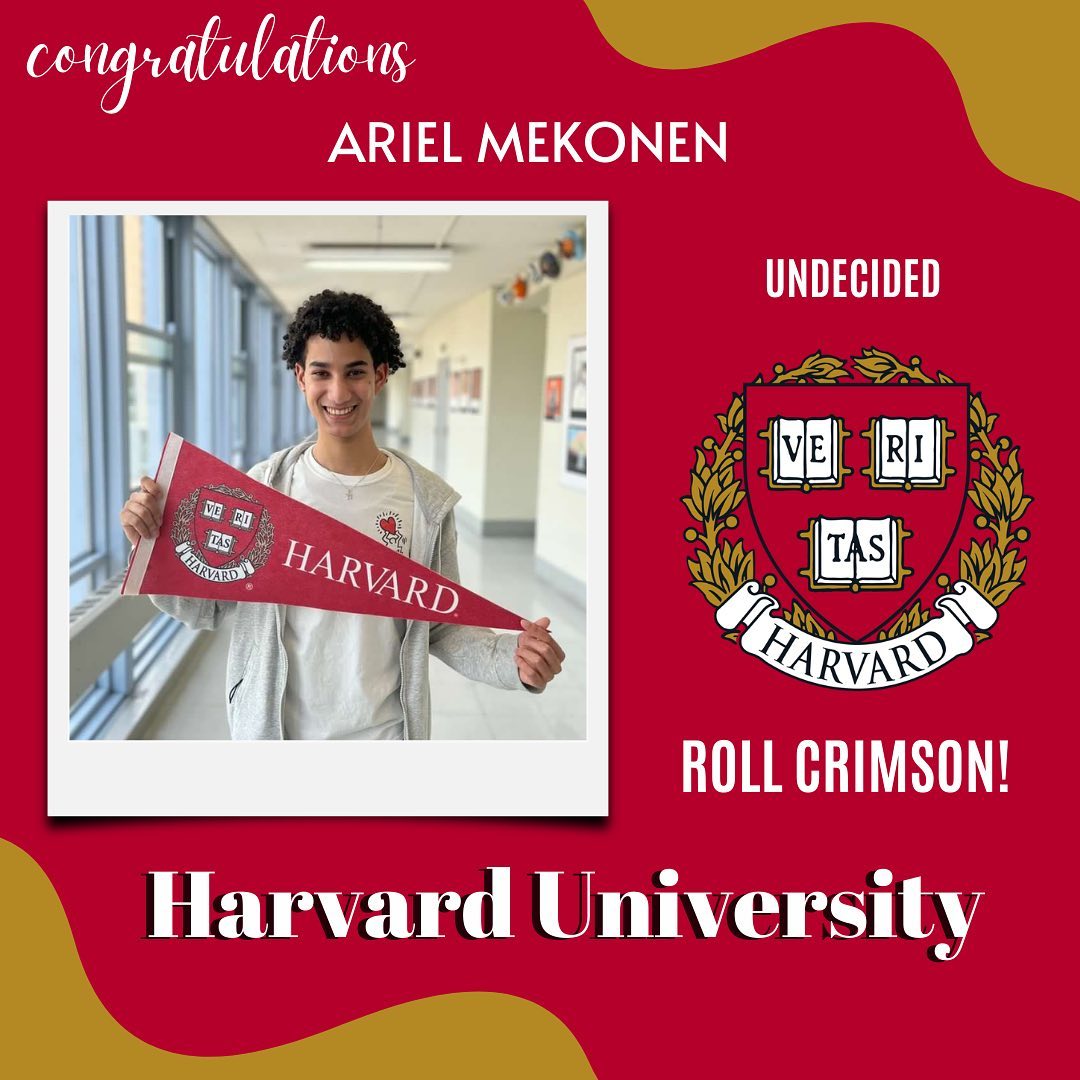 congratulations
ARIEL MEKONEN
UNDECIDED
VE RI
TAS
HARVARD
HARVARD
VE RI
TAS
HARVARD
ROLL CRIMSON!
Harvard University